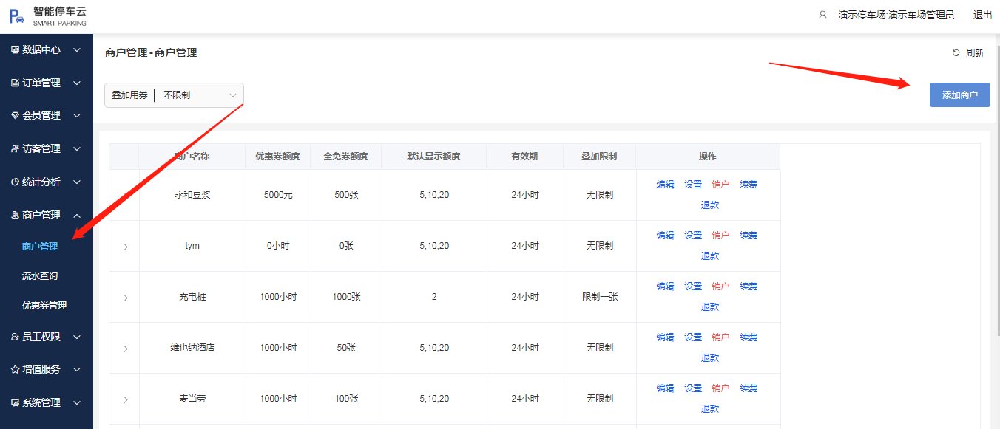 智能停车云
SMART PARKING
演示停车场:演示车场管理员
退出
数据中心
订单管理
会员管理
访客管理
统计分析
商户管理
商户管理
流水查询
优惠券管理
员工权限
增值服务
系统管理
商户管理-商户管理
刷新
叠加用券 不限制
添加商户
商户名称 优惠券额度 全免券额度 默认显示额度 有效期 叠加限制 操作
永和豆浆 5000元 500张 5,10,20 24小时 无限制 编辑 设置 销户 续费
退款
tym 0小时 0张 5,10,20 24小时 无限制 编辑 设置 销户 续费
退款
充电桩 1000小时 1000张 2 24小时 限制一张 编辑 设置 销户 续费
退款
维也纳酒店 1000小时 50张 5,10,20 24小时 无限制 编辑 设置 销户 续费
退款
麦当劳 1000小时 100张 5,10,20 24小时 无限制 编辑 设置 销户 续费
退款